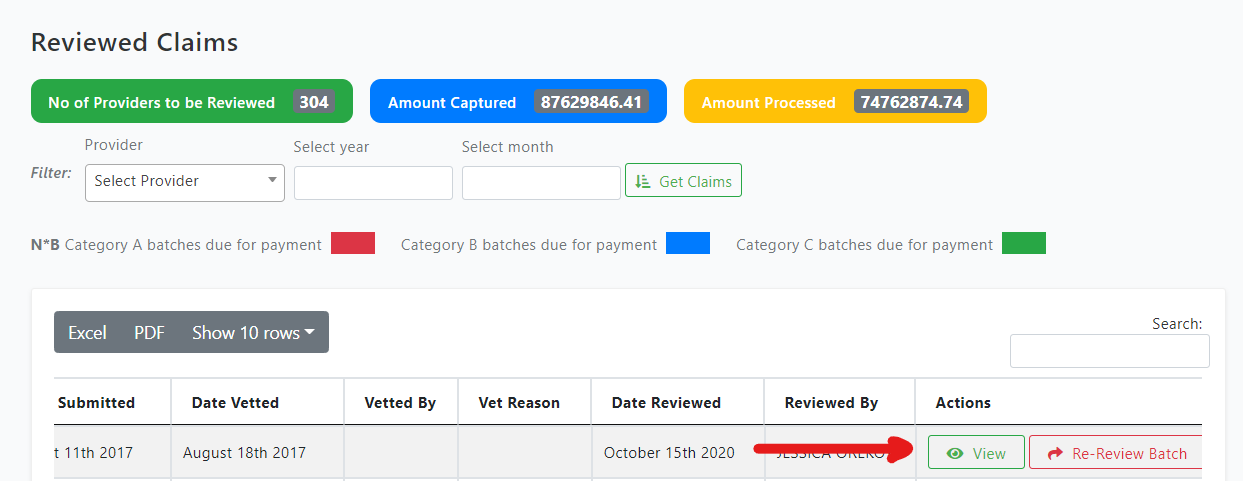 Reviewed Claims
No of Providers to be Reviewed 304 Amount Captured 87629846.41 Amount Processed 74762874.74
Provider Select year Select month
Filter: Select Provider Get Claims
N*B Category A batches due for payment Category B batches due for payment Category C batches due for payment
Excel PDF Show 10 rows
Search:
Submitted Date Vetted Vetted By Vet Reason Date Reviewed Reviewed By Actions
t 11th 2017 August 18th 2017 October 15th 2020 JESSICA View Re-Review Batch